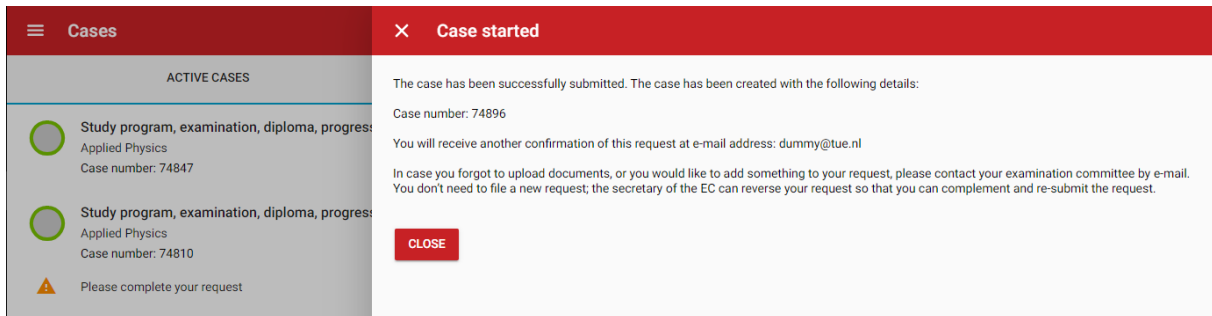 Cases
ACTIVE CASES
Study program, examination, diploma, progress
Applied Physics
Case number: 74847
Study program, examination, diploma, progress
Applied Physics
Case number: 74810
Please complete your request
Case started
The case has been successfully submitted. The case has been created with the following details:
Case number: 74896
You will receive another confirmation of this request at e-mail address: dummy@tue.nl
In case you forgot to upload documents, or you would like to add something to your request, please contact your examination committee by e-mail.
You don't need to file a new request; the secretary of the EC can reverse your request so that you can complement and re-submit the request.
CLOSE